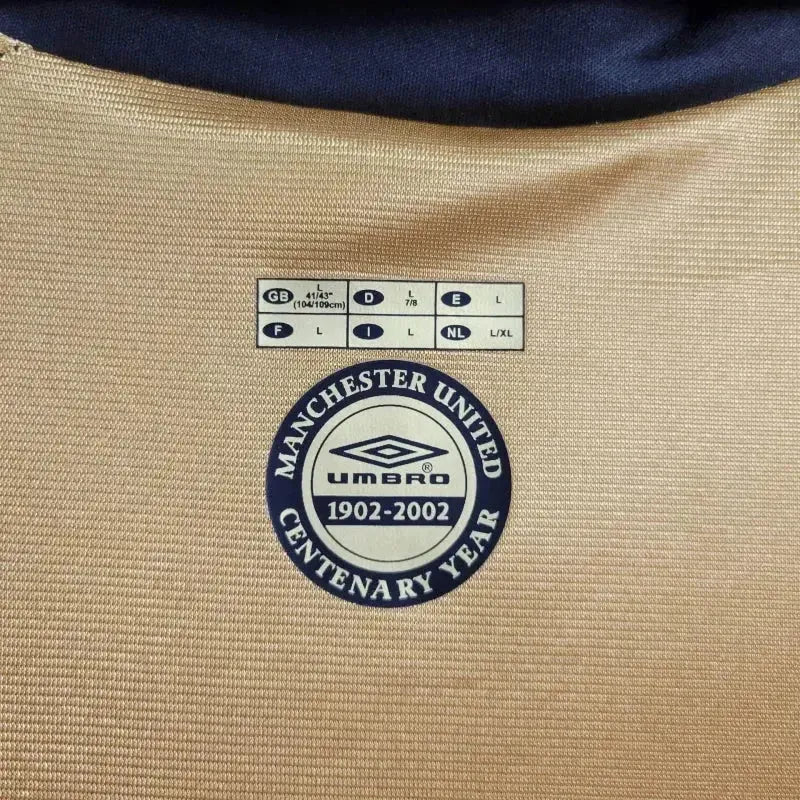 GB L 41/43" (104/109cm) D L 7/8 E L
F L I L NL L/XL
MANCHESTER UNITED
UMBRO®
1902-2002
CENTENARY YEAR